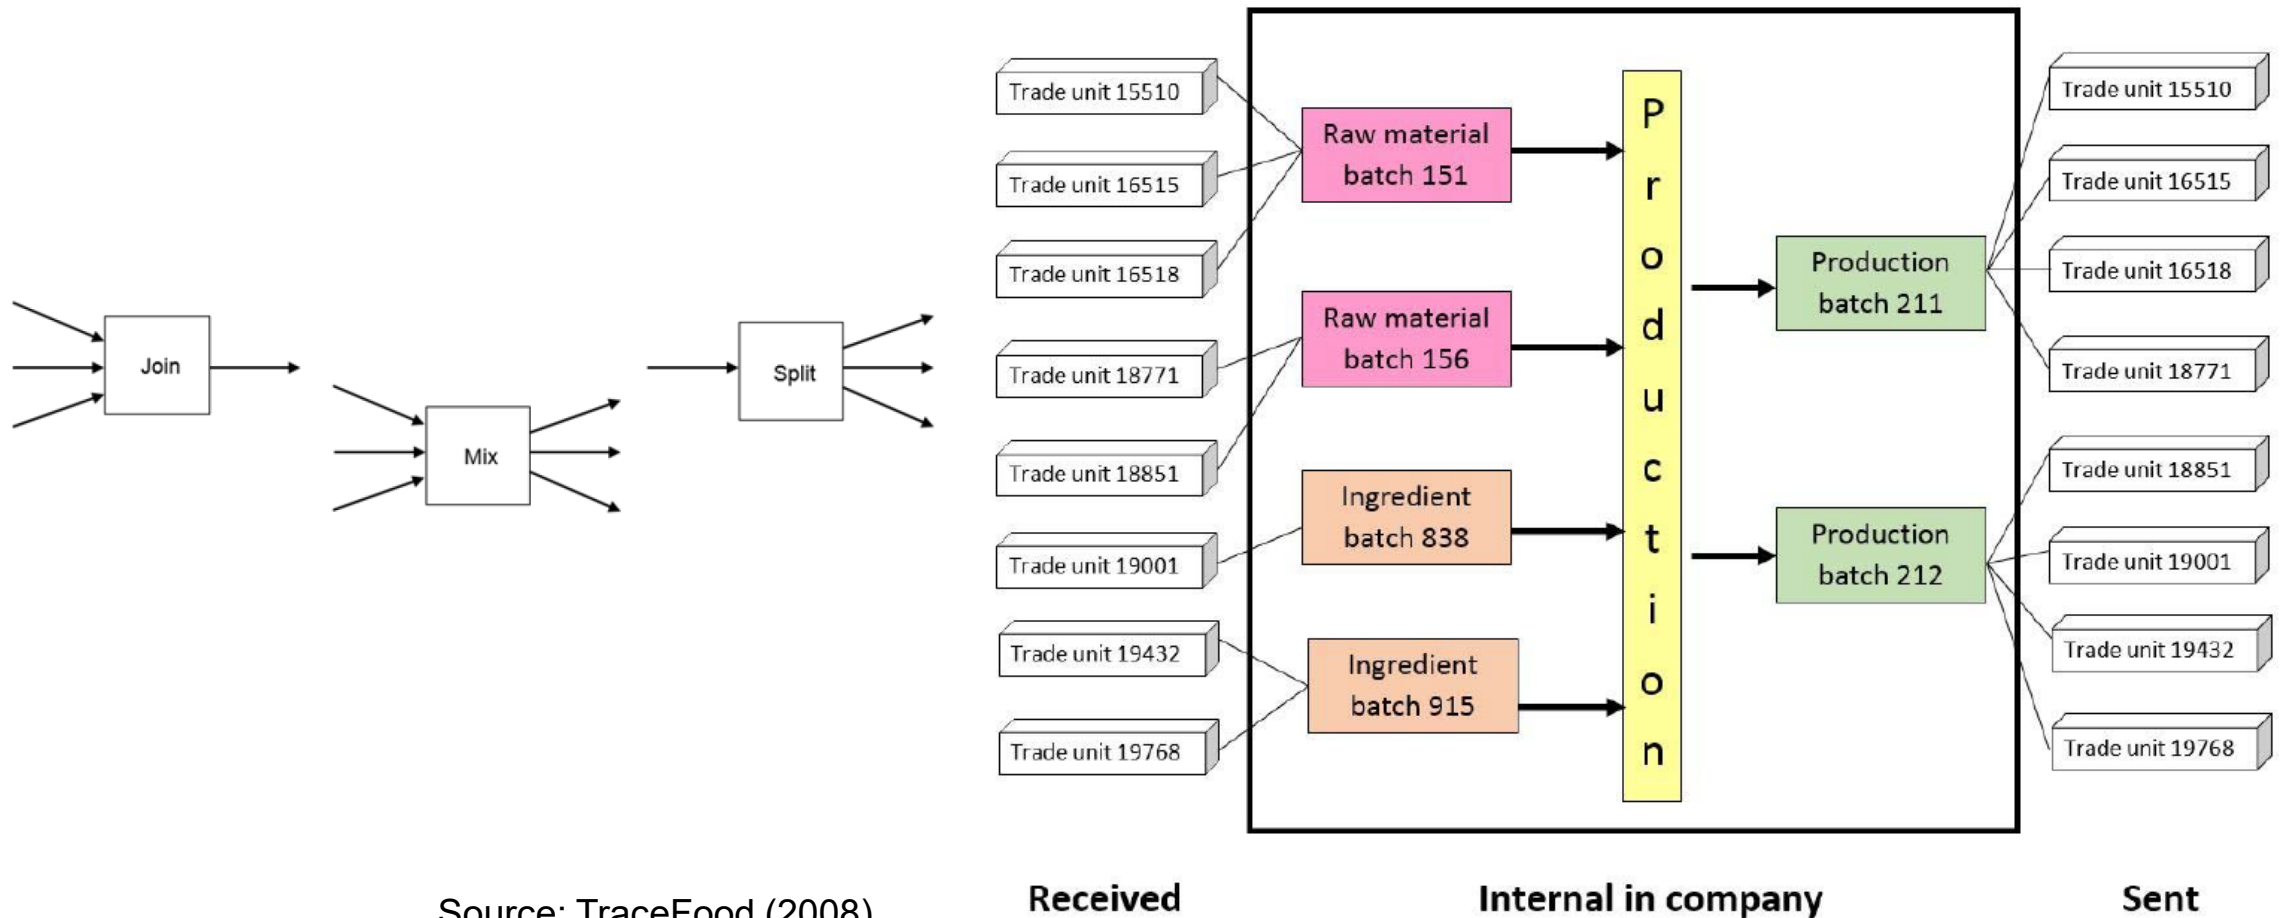 Join
Mix
Split
Source: TraceFood (2008)
Trade unit 15510
Trade unit 16515
Trade unit 16518
Trade unit 18771
Trade unit 18851
Trade unit 19001
Trade unit 19432
Trade unit 19768
Received
Raw material
batch 151
Raw material
batch 156
Ingredient
batch 838
Ingredient
batch 915
Production
Production
batch 211
Production
batch 212
Internal in company
Trade unit 15510
Trade unit 16515
Trade unit 16518
Trade unit 18771
Trade unit 18851
Trade unit 19001
Trade unit 19432
Trade unit 19768
Sent